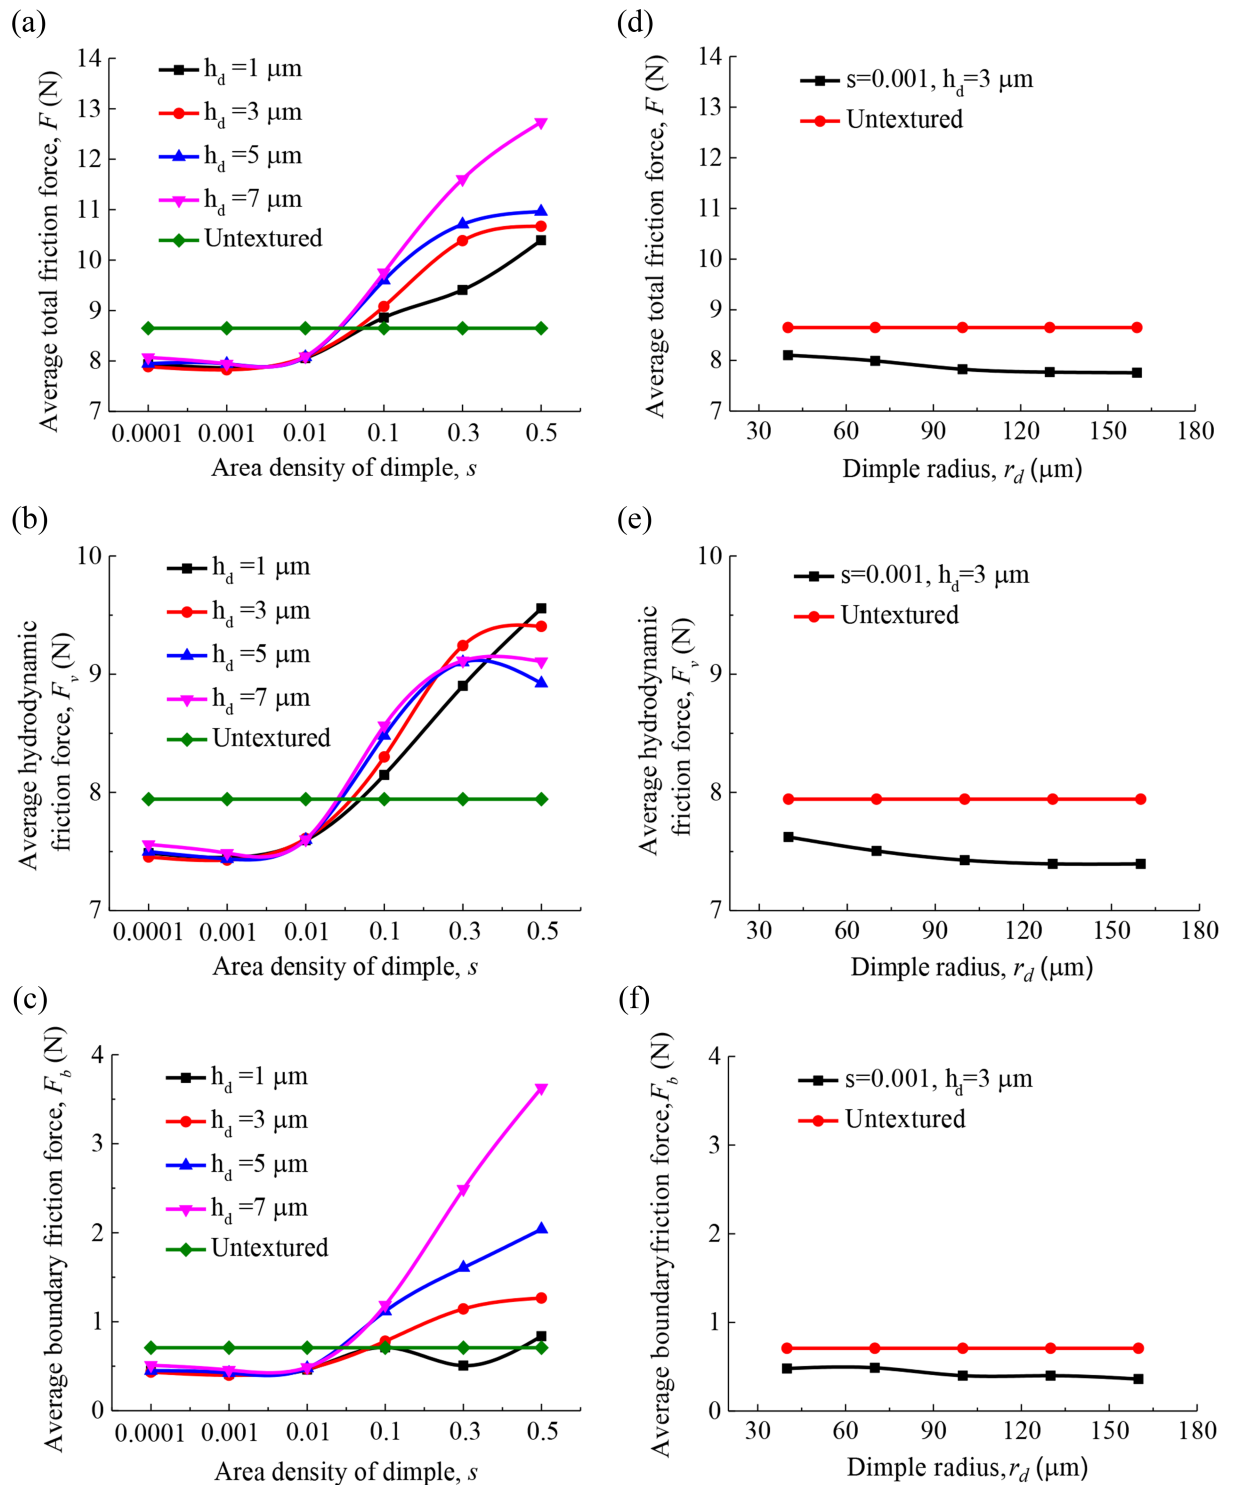 (a)
14
13
12
11
10
9
8
7
Average total friction force, F (N)
h_d =1 μm
h_d =3 μm
h_d =5 μm
h_d =7 μm
Untextured
0.0001 0.001 0.01 0.1 0.3 0.5
Area density of dimple, s
(d)
14
13
12
11
10
9
8
7
Average total friction force, F (N)
s=0.001, h_d=3 μm
Untextured
30 60 90 120 150 180
Dimple radius, r_d (μm)
(b)
10
9
8
7
Average hydrodynamic
friction force, F_v (N)
h_d =1 μm
h_d =3 μm
h_d =5 μm
h_d =7 μm
Untextured
0.0001 0.001 0.01 0.1 0.3 0.5
Area density of dimple, s
(e)
10
9
8
7
Average hydrodynamic
friction force, F_v (N)
s=0.001, h_d=3 μm
Untextured
30 60 90 120 150 180
Dimple radius, r_d (μm)
(c)
4
3
2
1
0
Average boundary friction force, F_b (N)
h_d =1 μm
h_d =3 μm
h_d =5 μm
h_d =7 μm
Untextured
0.0001 0.001 0.01 0.1 0.3 0.5
Area density of dimple, s
(f)
4
3
2
1
0
Average boundaryfriction force,F_b (N)
s=0.001, h_d=3 μm
Untextured
30 60 90 120 150 180
Dimple radius,r_d (μm)